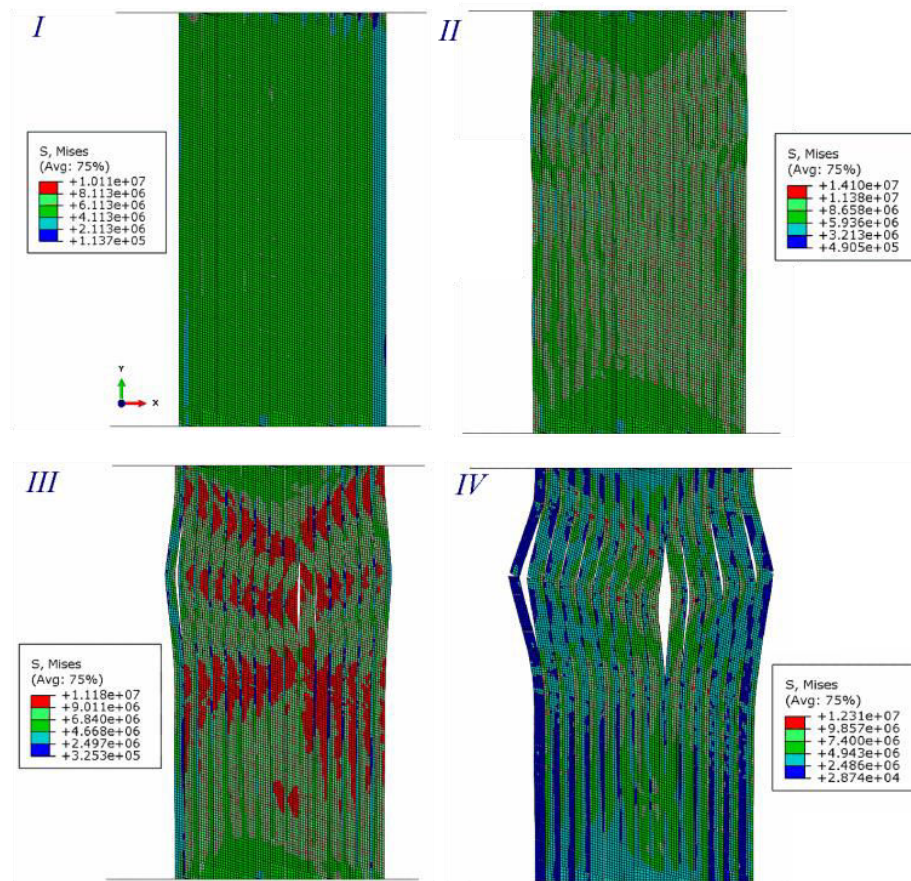 I
S, Mises
(Avg: 75%)
+1.011e+07
+8.113e+06
+6.113e+06
+4.113e+06
+2.113e+06
+1.137e+05
Y
X
II
S, Mises
(Avg: 75%)
+1.410e+07
+1.138e+07
+8.658e+06
+5.936e+06
+3.213e+06
+4.905e+05
III
S, Mises
(Avg: 75%)
+1.118e+07
+9.011e+06
+6.840e+06
+4.668e+06
+2.497e+06
+3.253e+05
IV
S, Mises
(Avg: 75%)
+1.231e+07
+9.857e+06
+7.400e+06
+4.943e+06
+2.486e+06
+2.874e+04